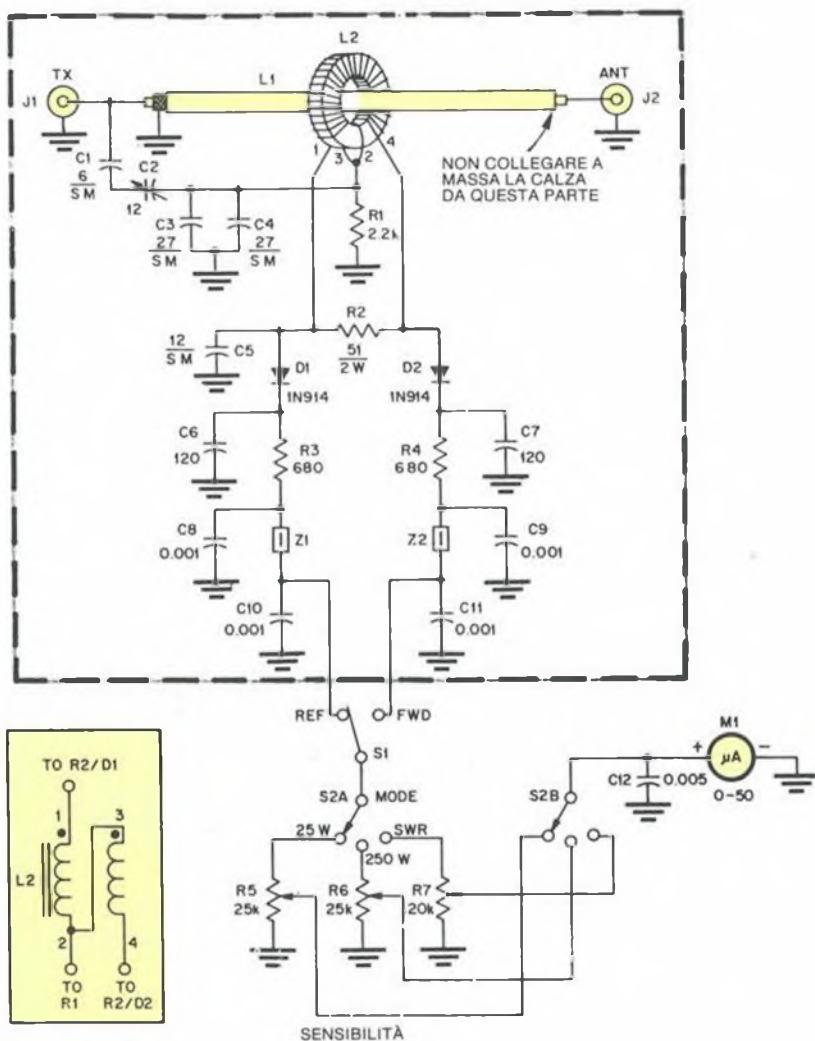 L2
TX
L1
ANT
J1
J2
1
3
2
4
NON COLLEGARE A
MASSA LA CALZA
DA QUESTA PARTE
C1
6
SM
C2
12
C3
27
SM
C4
27
SM
R1
2.2k
R2
51
2W
12
SM
C5
D1
1N914
D2
1N914
C6
120
R3
680
R4
680
C7
120
C8
0.001
Z1
Z2
C9
0.001
C10
0.001
C11
0.001
REF
FWD
S1
S2A
MODE
25W
SWR
250W
R5
25k
R6
25k
R7
20k
SENSIBILITÀ
S2B
M1
+
µA
-
C12
0.005
0-50
TO R2/D1
1
3
L2
2
4
TO
R1
TO
R2/D2